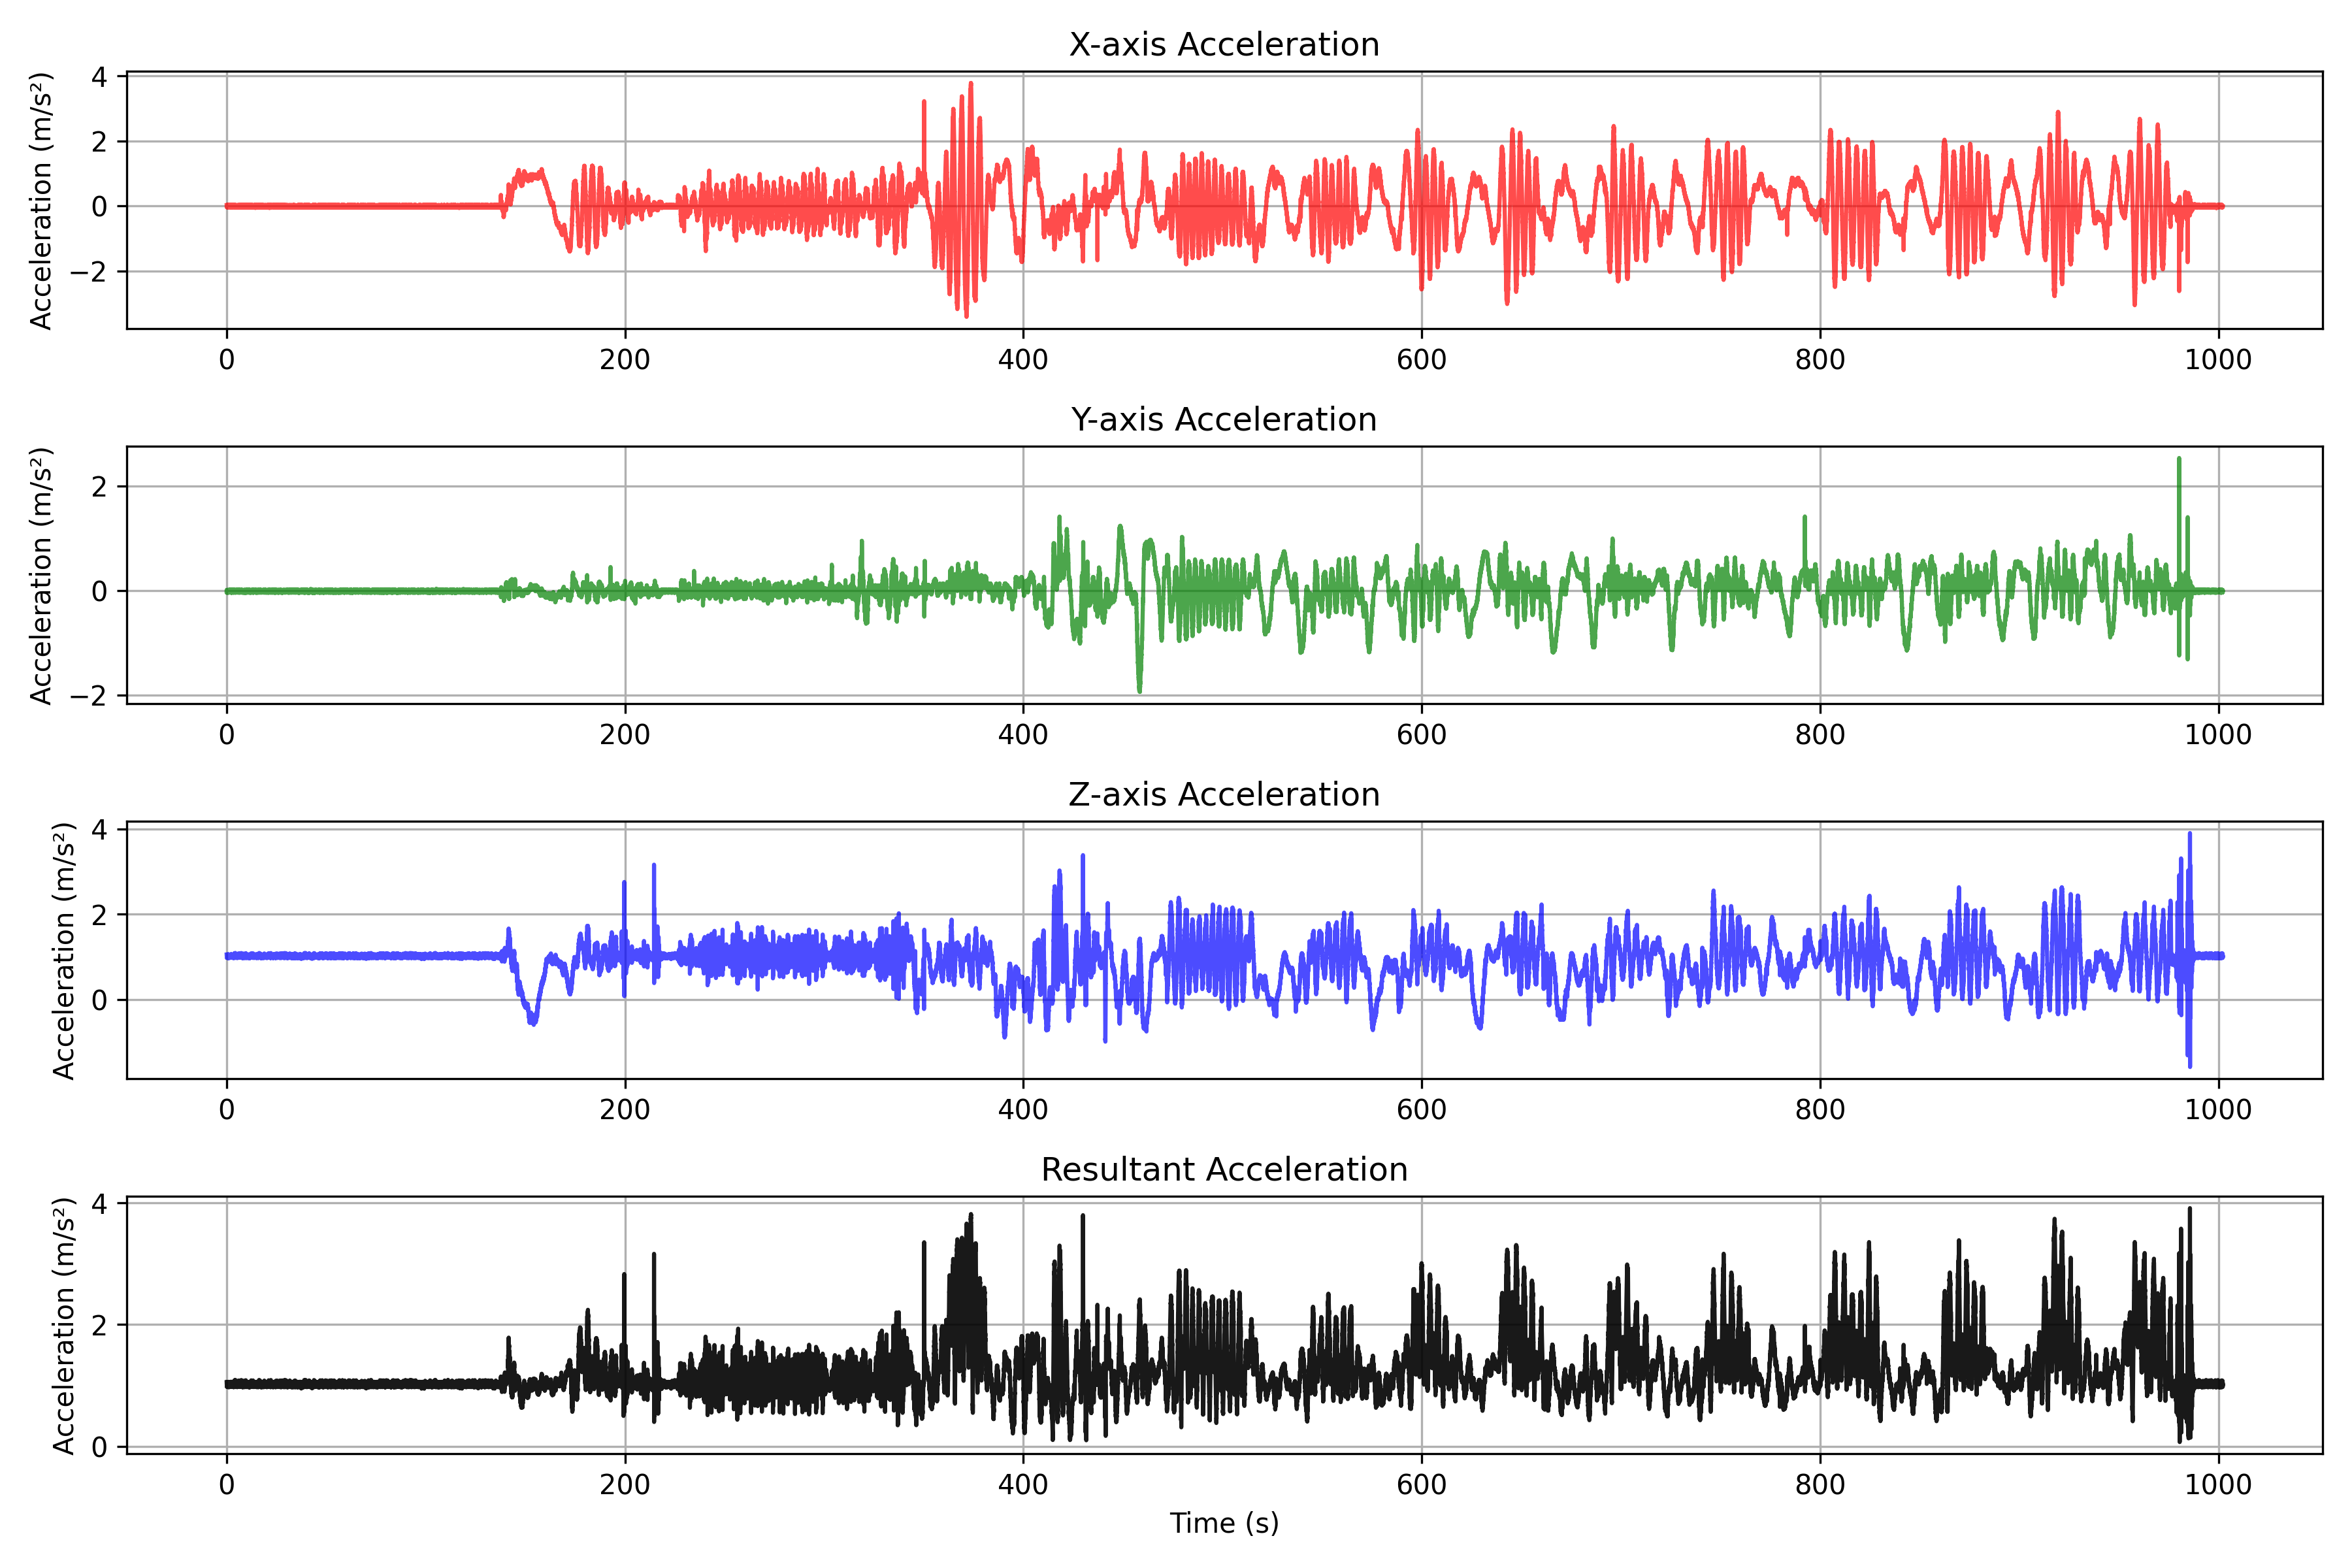 X-axis Acceleration
Acceleration (m/s²)
4
2
0
−2
0 200 400 600 800 1000
Y-axis Acceleration
Acceleration (m/s²)
2
0
−2
0 200 400 600 800 1000
Z-axis Acceleration
Acceleration (m/s²)
4
2
0
0 200 400 600 800 1000
Resultant Acceleration
Acceleration (m/s²)
4
2
0
0 200 400 600 800 1000
Time (s)